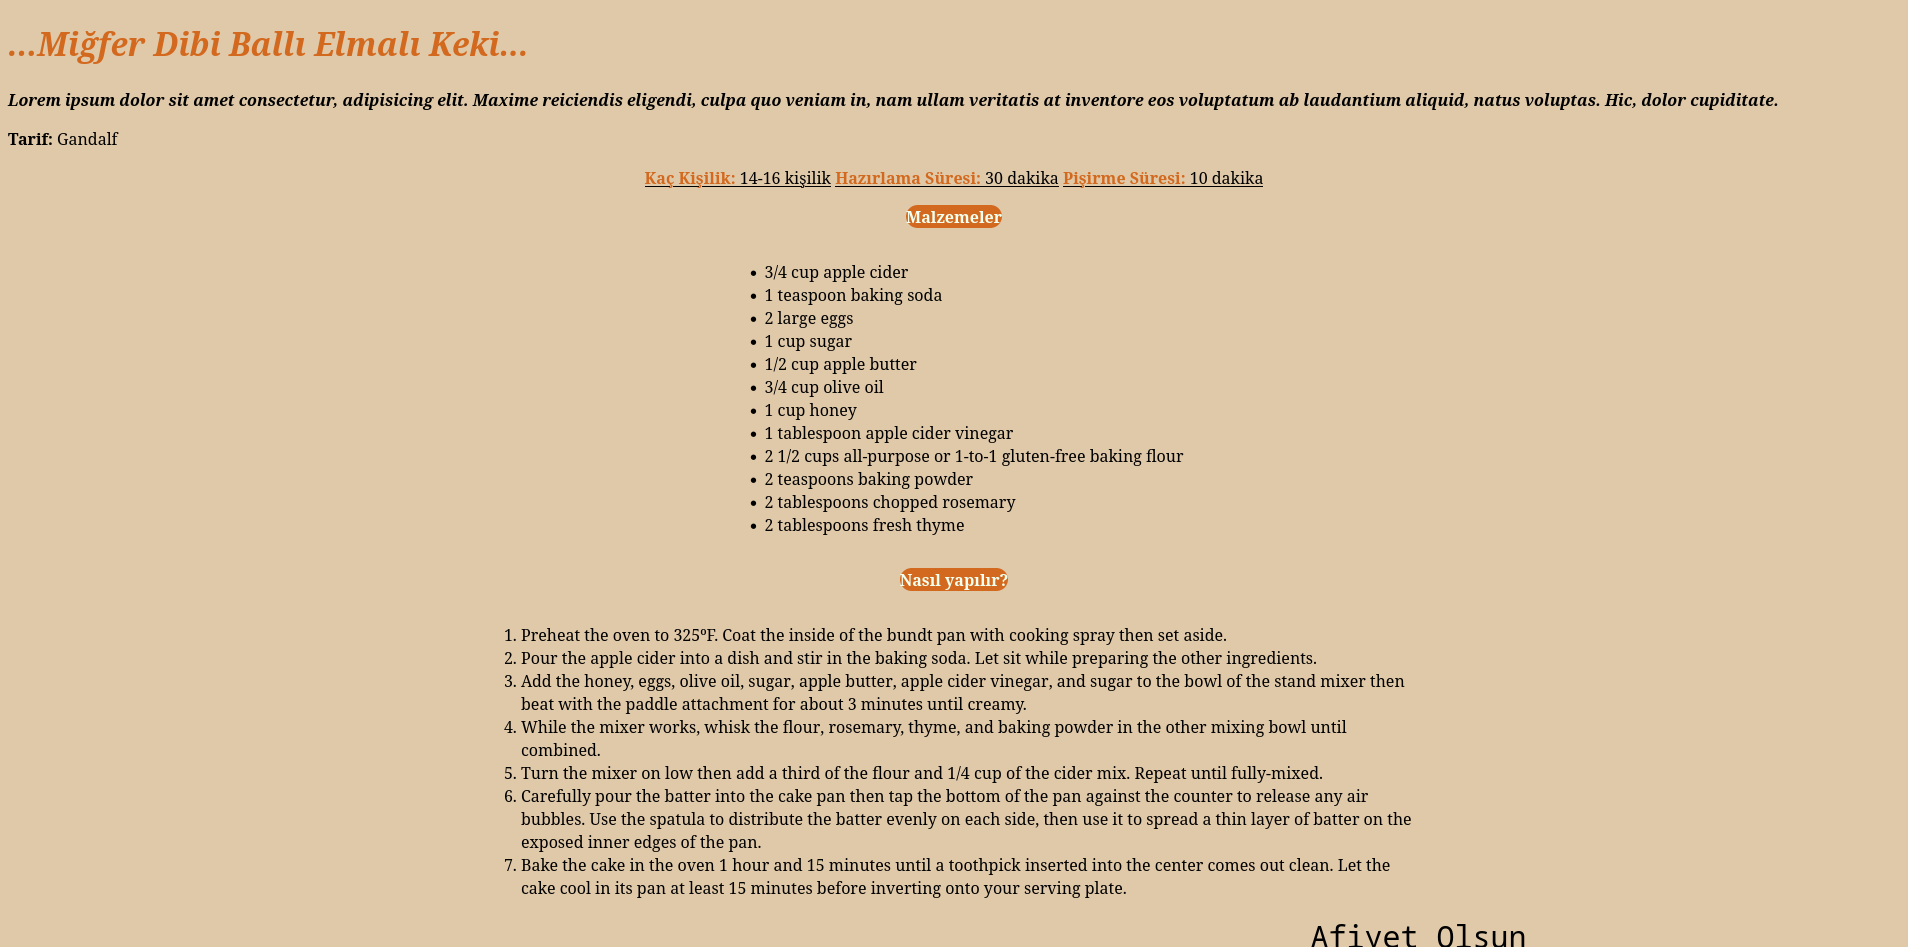 ...Miğfer Dibi Ballı Elmalı Keki...
Lorem ipsum dolor sit amet consectetur, adipisicing elit. Maxime reiciendis eligendi, culpa quo veniam in, nam ullam veritatis at inventore eos voluptatum ab laudantium aliquid, natus voluptas. Hic, dolor cupiditate.
Tarif: Gandalf
Kaç Kişilik: 14-16 kişilik Hazırlama Süresi: 30 dakika Pişirme Süresi: 10 dakika
Malzemeler
• 3/4 cup apple cider
• 1 teaspoon baking soda
• 2 large eggs
• 1 cup sugar
• 1/2 cup apple butter
• 3/4 cup olive oil
• 1 cup honey
• 1 tablespoon apple cider vinegar
• 2 1/2 cups all-purpose or 1-to-1 gluten-free baking flour
• 2 teaspoons baking powder
• 2 tablespoons chopped rosemary
• 2 tablespoons fresh thyme
Nasıl yapılır?
1. Preheat the oven to 325ºF. Coat the inside of the bundt pan with cooking spray then set aside.
2. Pour the apple cider into a dish and stir in the baking soda. Let sit while preparing the other ingredients.
3. Add the honey, eggs, olive oil, sugar, apple butter, apple cider vinegar, and sugar to the bowl of the stand mixer then
beat with the paddle attachment for about 3 minutes until creamy.
4. While the mixer works, whisk the flour, rosemary, thyme, and baking powder in the other mixing bowl until
combined.
5. Turn the mixer on low then add a third of the flour and 1/4 cup of the cider mix. Repeat until fully-mixed.
6. Carefully pour the batter into the cake pan then tap the bottom of the pan against the counter to release any air
bubbles. Use the spatula to distribute the batter evenly on each side, then use it to spread a thin layer of batter on the
exposed inner edges of the pan.
7. Bake the cake in the oven 1 hour and 15 minutes until a toothpick inserted into the center comes out clean. Let the
cake cool in its pan at least 15 minutes before inverting onto your serving plate.
Afiyet Olsun